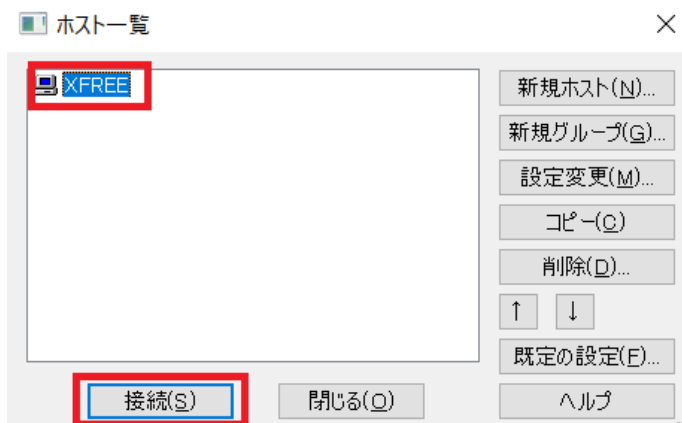 ホスト一覧
XFREE
新規ホスト(N)...
新規グループ(G)...
設定変更(M)...
コピー(C)
削除(D)...
↑ ↓
既定の設定(F)...
接続(S) 閉じる(O) ヘルプ